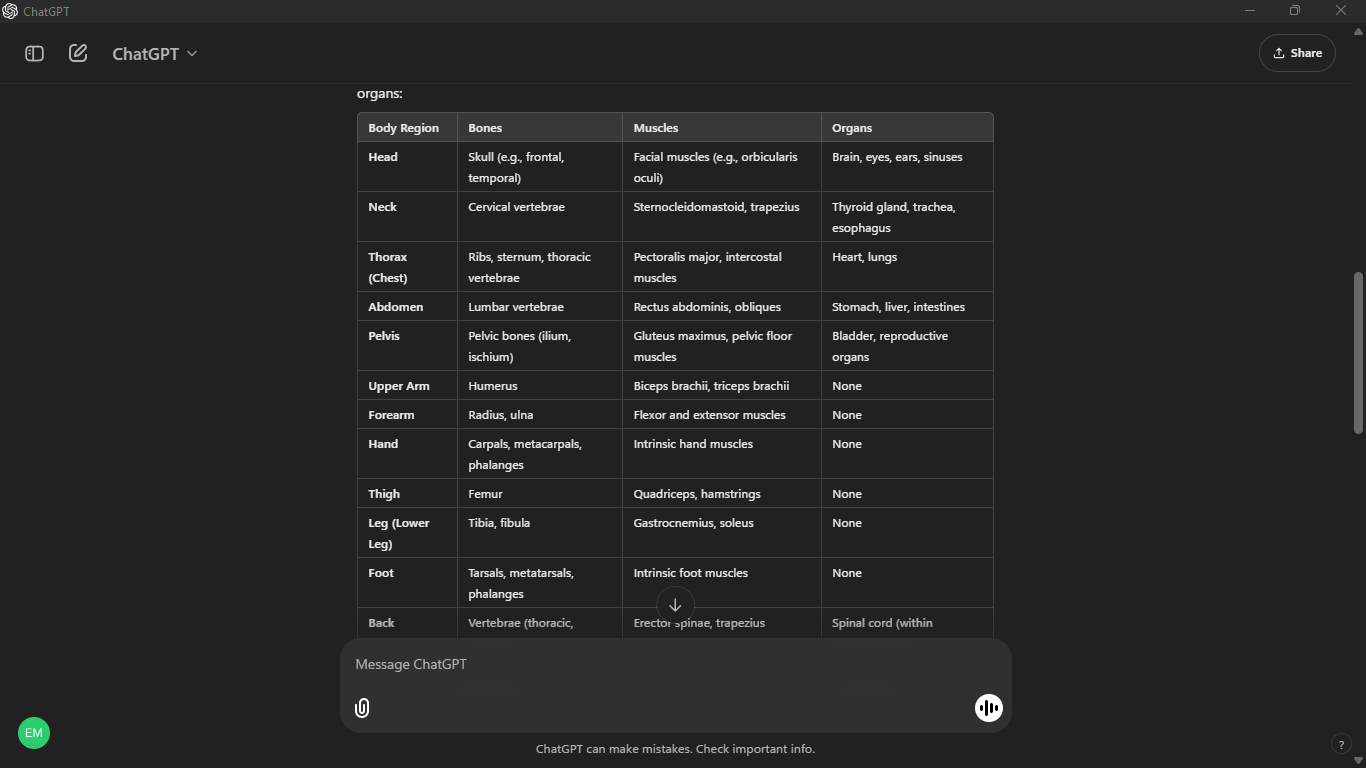 ChatGPT
ChatGPT
Share
organs:
Body Region Bones Muscles Organs
Head Skull (e.g., frontal, Facial muscles (e.g., orbicularis Brain, eyes, ears, sinuses
temporal) oculi)
Neck Cervical vertebrae Sternocleidomastoid, trapezius Thyroid gland, trachea,
esophagus
Thorax Ribs, sternum, thoracic Pectoralis major, intercostal Heart, lungs
(Chest) vertebrae muscles
Abdomen Lumbar vertebrae Rectus abdominis, obliques Stomach, liver, intestines
Pelvis Pelvic bones (ilium, Gluteus maximus, pelvic floor Bladder, reproductive
ischium) muscles organs
Upper Arm Humerus Biceps brachii, triceps brachii None
Forearm Radius, ulna Flexor and extensor muscles None
Hand Carpals, metacarpals, Intrinsic hand muscles None
phalanges
Thigh Femur Quadriceps, hamstrings None
Leg (Lower Tibia, fibula Gastrocnemius, soleus None
Leg)
Foot Tarsals, metatarsals, Intrinsic foot muscles None
phalanges
Back Vertebrae (thoracic, Erector spinae, trapezius Spinal cord (within
Message ChatGPT
EM
ChatGPT can make mistakes. Check important info.
?